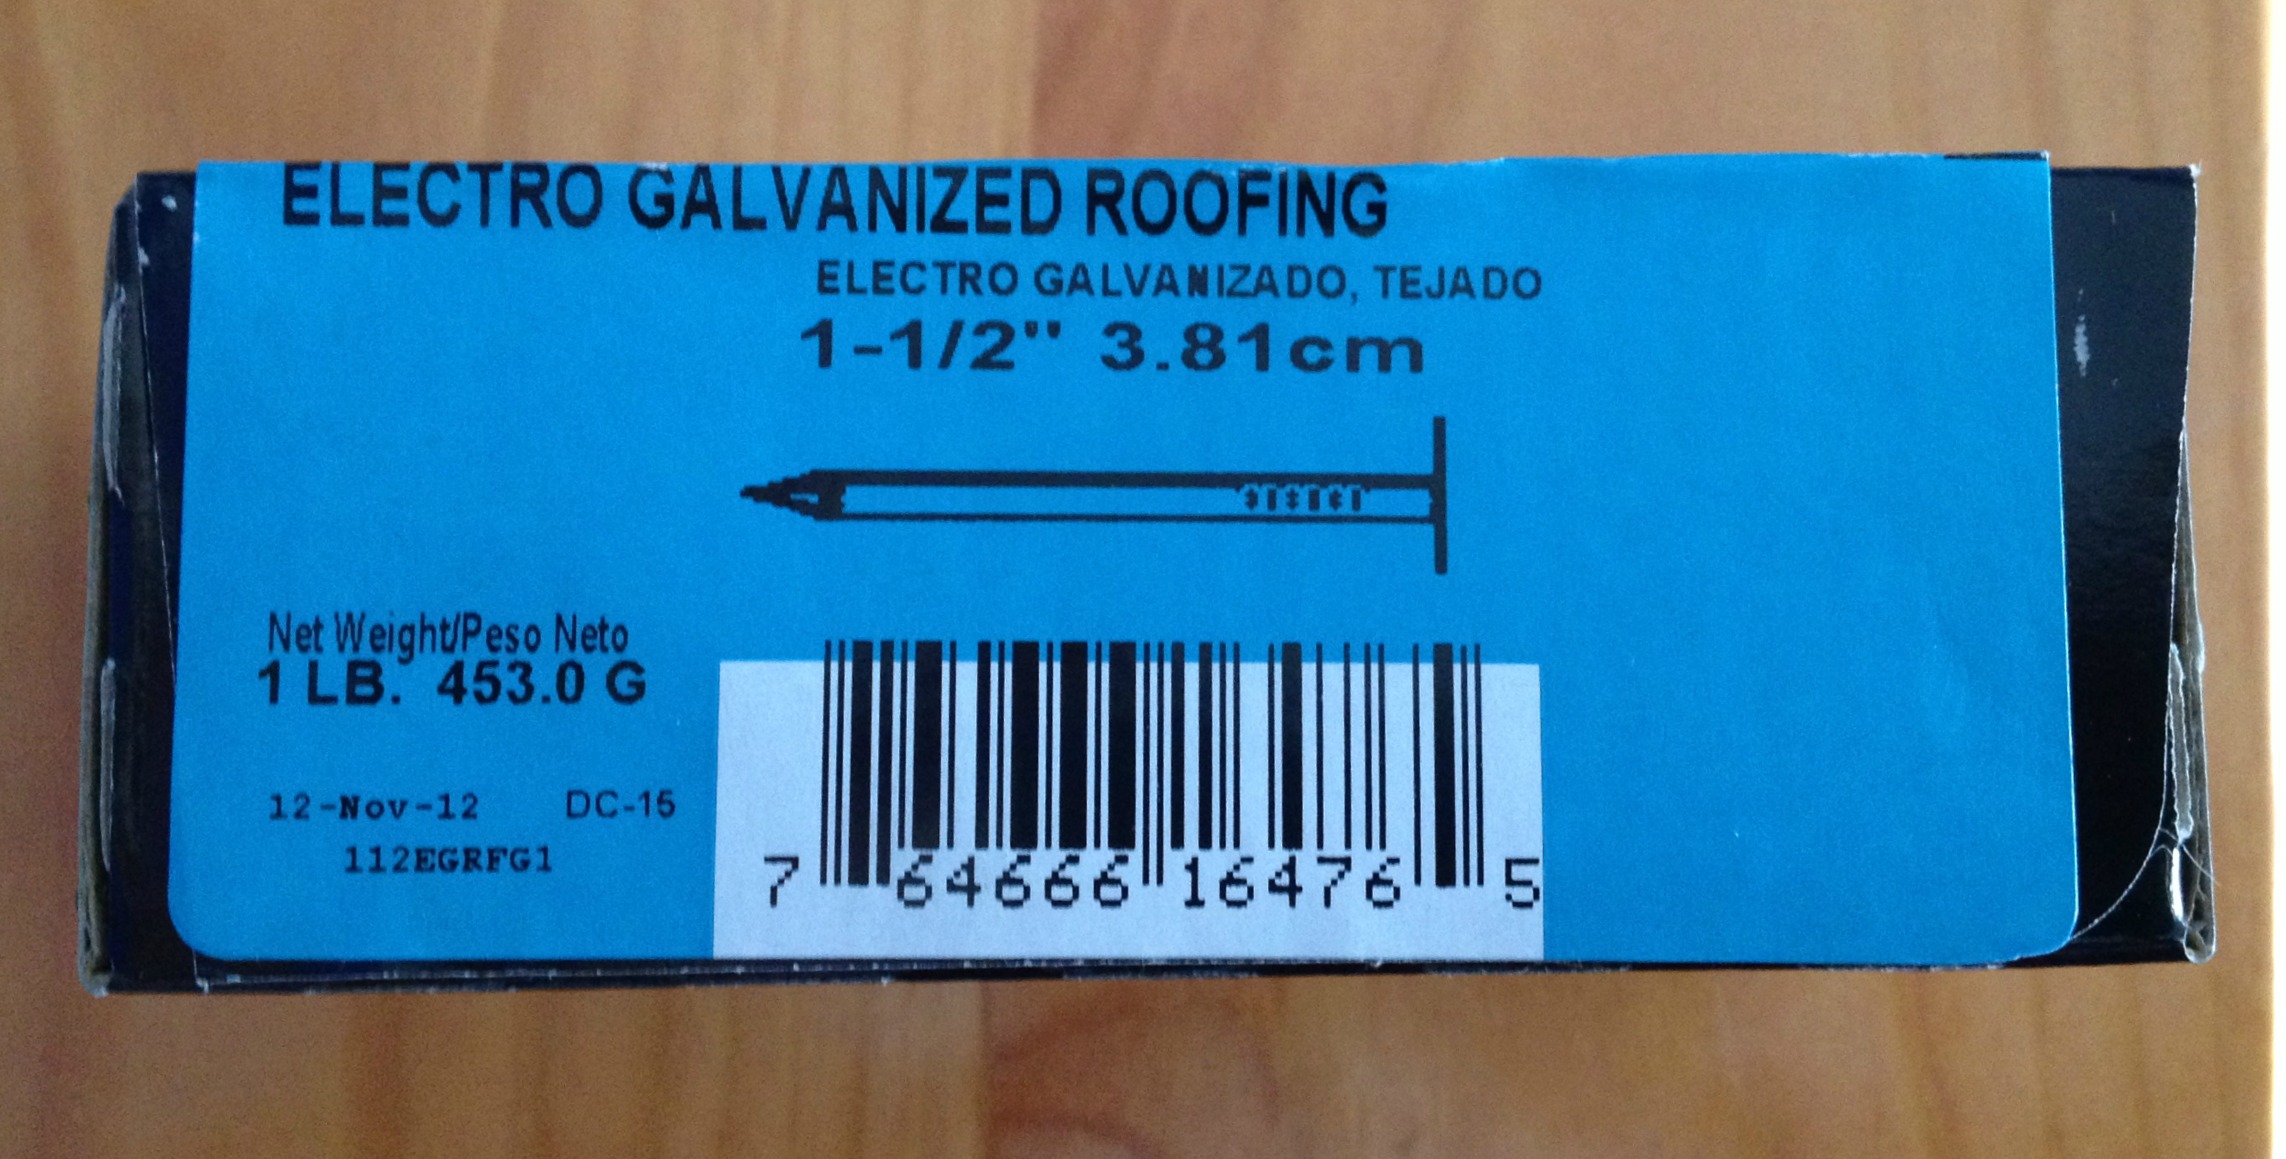 ELECTRO GALVANIZED ROOFING
ELECTRO GALVANIZADO, TEJADO
1-1/2" 3.81cm
Net Weight/Peso Neto
1 LB. 453.0 G
12-Nov-12 DC-15
112EGRFG1
7 64666 16476 5